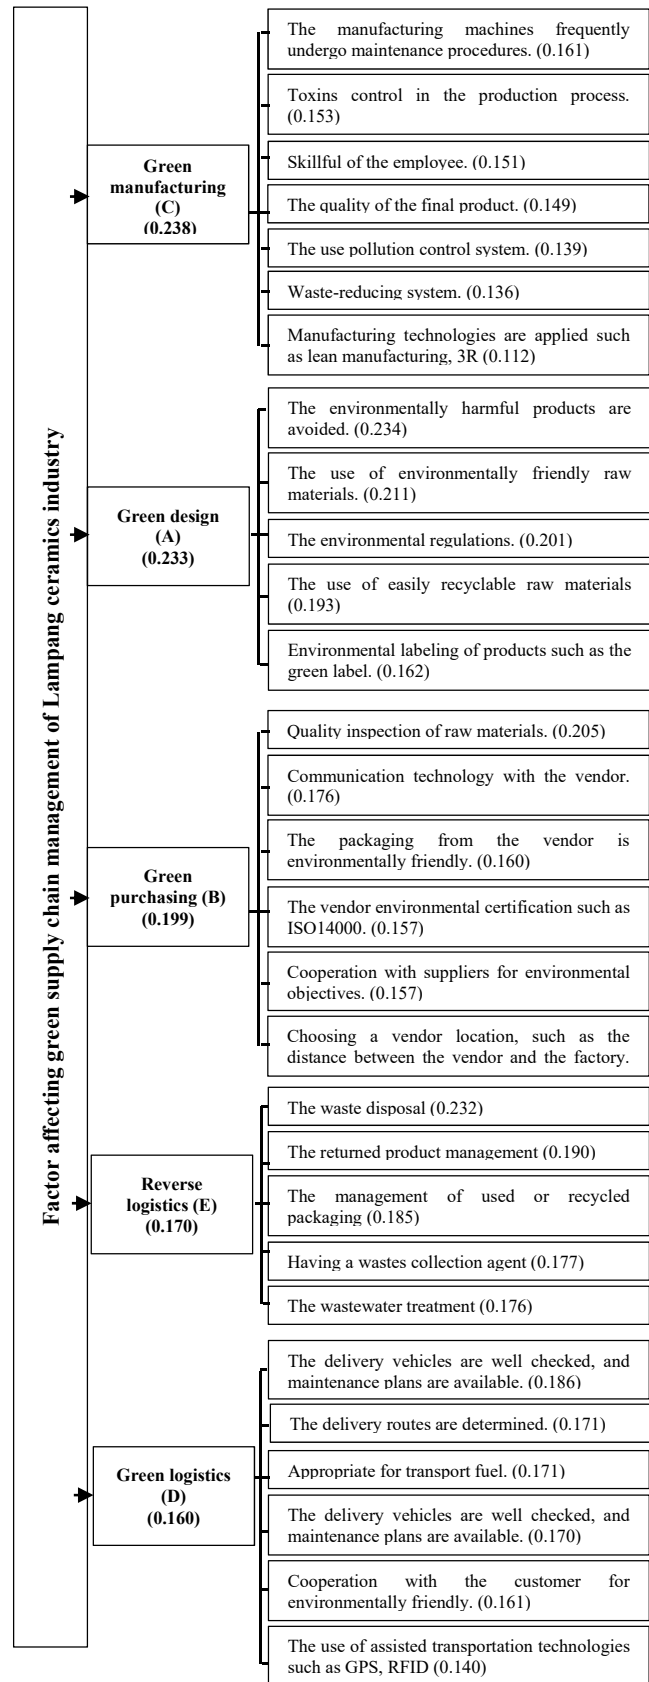 Factor affecting green supply chain management of Lampang ceramics industry
Green
manufacturing
(C)
(0.238)
The manufacturing machines frequently
undergo maintenance procedures. (0.161)
Toxins control in the production process.
(0.153)
Skillful of the employee. (0.151)
The quality of the final product. (0.149)
The use pollution control system. (0.139)
Waste-reducing system. (0.136)
Manufacturing technologies are applied such
as lean manufacturing, 3R (0.112)
Green design
(A)
(0.233)
The environmentally harmful products are
avoided. (0.234)
The use of environmentally friendly raw
materials. (0.211)
The environmental regulations. (0.201)
The use of easily recyclable raw materials
(0.193)
Environmental labeling of products such as the
green label. (0.162)
Green
purchasing (B)
(0.199)
Quality inspection of raw materials. (0.205)
Communication technology with the vendor.
(0.176)
The packaging from the vendor is
environmentally friendly. (0.160)
The vendor environmental certification such as
ISO14000. (0.157)
Cooperation with suppliers for environmental
objectives. (0.157)
Choosing a vendor location, such as the
distance between the vendor and the factory.
Reverse
logistics (E)
(0.170)
The waste disposal (0.232)
The returned product management (0.190)
The management of used or recycled
packaging (0.185)
Having a wastes collection agent (0.177)
The wastewater treatment (0.176)
Green logistics
(D)
(0.160)
The delivery vehicles are well checked, and
maintenance plans are available. (0.186)
The delivery routes are determined. (0.171)
Appropriate for transport fuel. (0.171)
The delivery vehicles are well checked, and
maintenance plans are available. (0.170)
Cooperation with the customer for
environmentally friendly. (0.161)
The use of assisted transportation technologies
such as GPS, RFID (0.140)